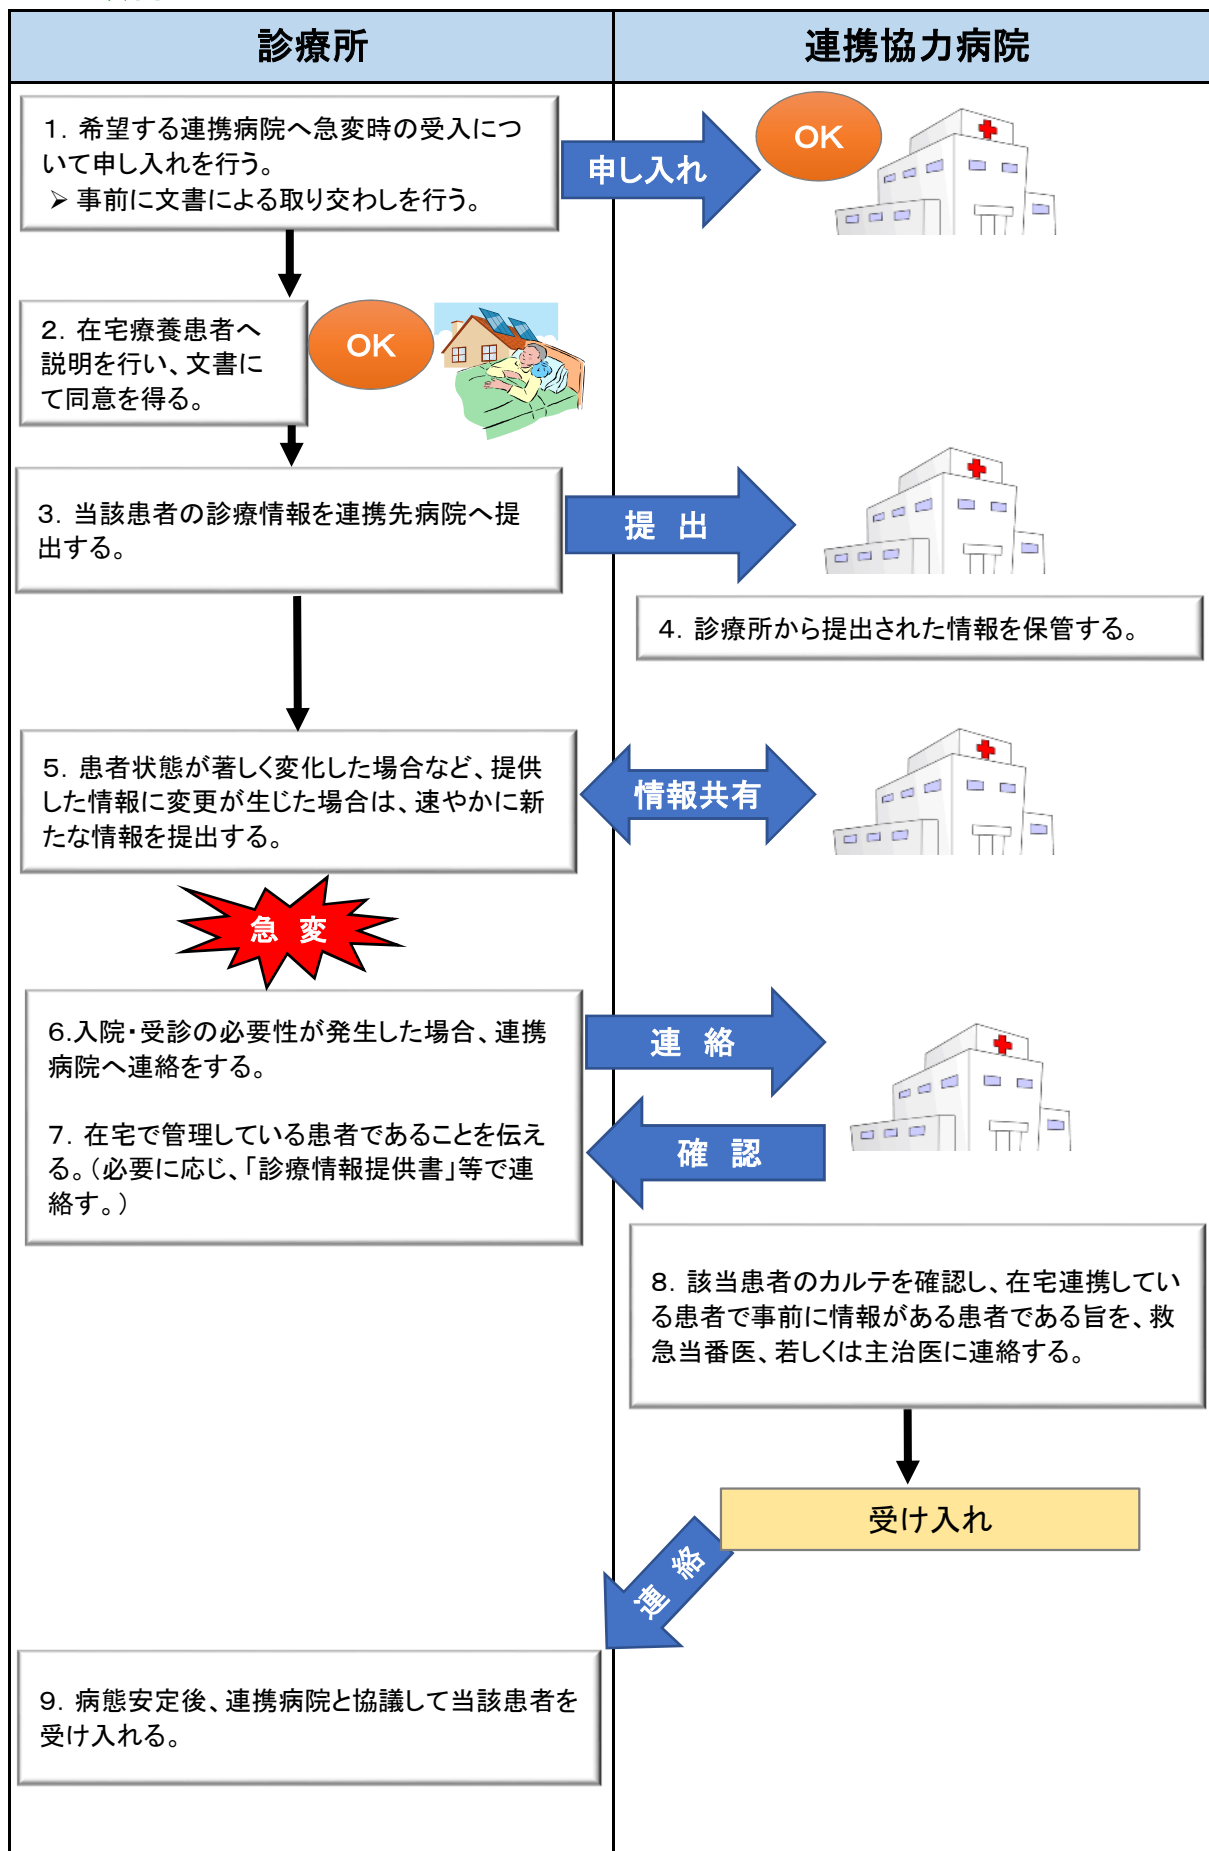 診療所
連携協力病院
1．希望する連携病院へ急変時の受入につ
いて申し入れを行う。
➢ 事前に文書による取り交わしを行う。
申し入れ
OK
2．在宅療養患者へ
説明を行い、文書に
て同意を得る。
OK
3．当該患者の診療情報を連携先病院へ提
出する。
提 出
4．診療所から提出された情報を保管する。
5．患者状態が著しく変化した場合など、提供
した情報に変更が生じた場合は、速やかに新
たな情報を提出する。
情報共有
急 変
6.入院・受診の必要性が発生した場合、連携
病院へ連絡をする。
7．在宅で管理している患者であることを伝え
る。（必要に応じ、「診療情報提供書」等で連
絡す。）
連 絡
確 認
8．該当患者のカルテを確認し、在宅連携してい
る患者で事前に情報がある患者である旨を、救
急当番医、若しくは主治医に連絡する。
受け入れ
連 絡
9．病態安定後、連携病院と協議して当該患者を
受け入れる。